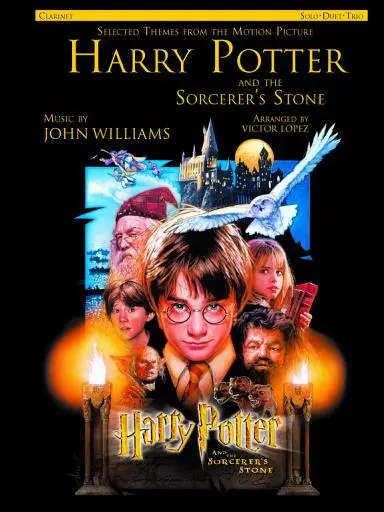 CLARINET
SOLO•DUET•TRIO
SELECTED THEMES FROM THE MOTION PICTURE
HARRY POTTER
AND THE
SORCERER'S STONE
MUSIC BY
JOHN WILLIAMS
ARRANGED BY
VICTOR LÓPEZ
Harry Potter
AND THE
SORCERER'S
STONE